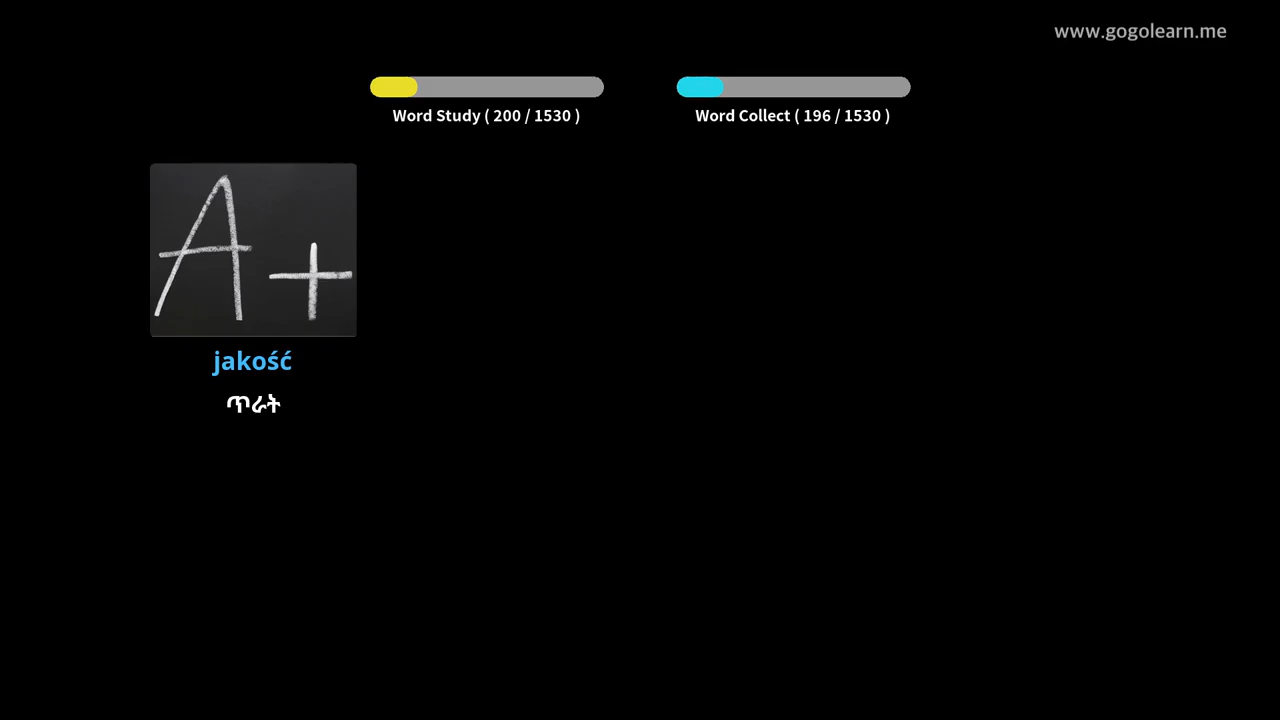 www.gogolearn.me
Word Study ( 200 / 1530 )
Word Collect ( 196 / 1530 )
A+
jakość
ጥራት